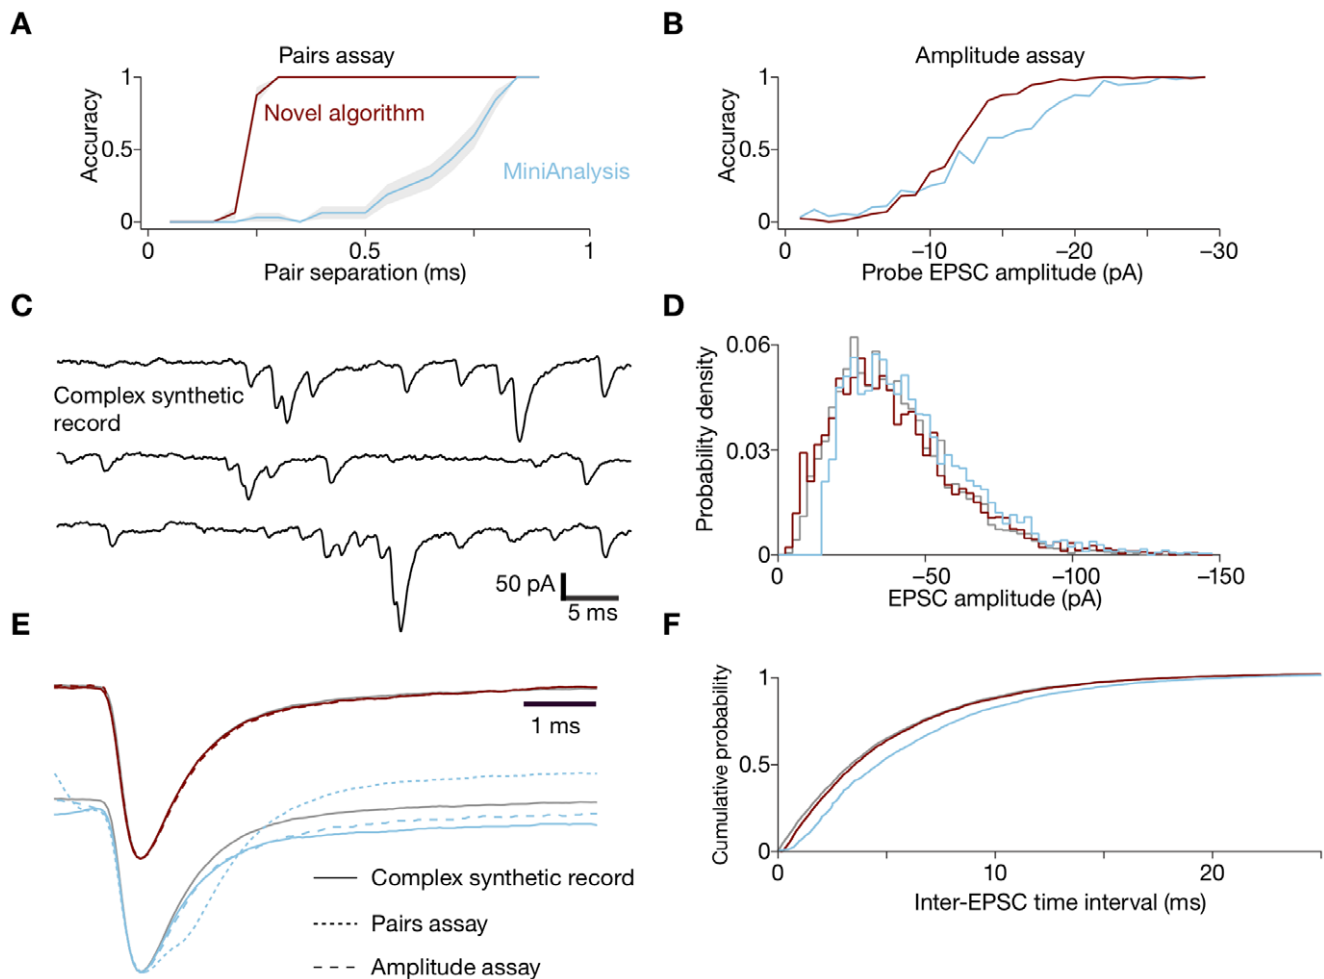 A
Pairs assay
Accuracy
1
0.5
0
Novel algorithm
MiniAnalysis
0
0.5
1
Pair separation (ms)
B
Amplitude assay
Accuracy
1
0.5
0
0
−10
−20
−30
Probe EPSC amplitude (pA)
C
Complex synthetic
record
50 pA
5 ms
D
Probability density
0.06
0.03
0
0
−50
−100
−150
EPSC amplitude (pA)
E
1 ms
Complex synthetic record
Pairs assay
Amplitude assay
F
Cumulative probability
1
0.5
0
0
10
20
Inter-EPSC time interval (ms)